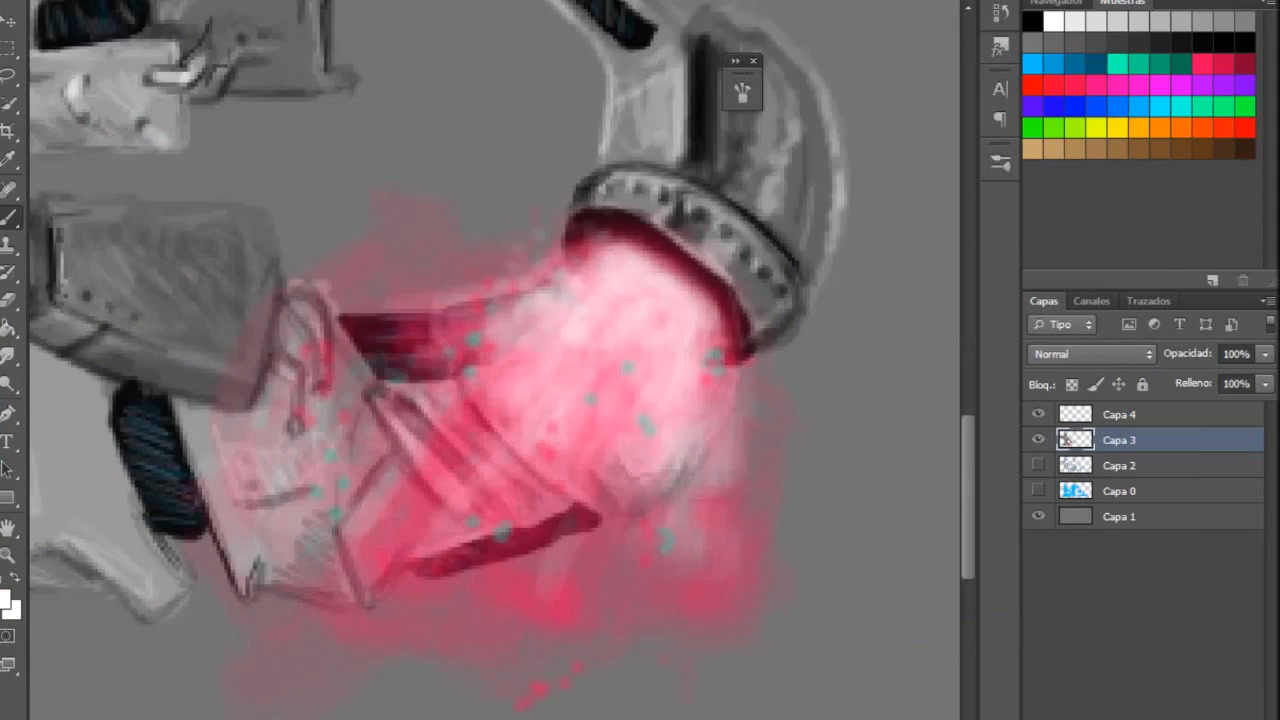 Navegador Muestras
Capas Canales Trazados
Tipo
Normal Opacidad: 100%
Bloq.: Relleno: 100%
Capa 4
Capa 3
Capa 2
Capa 0
Capa 1